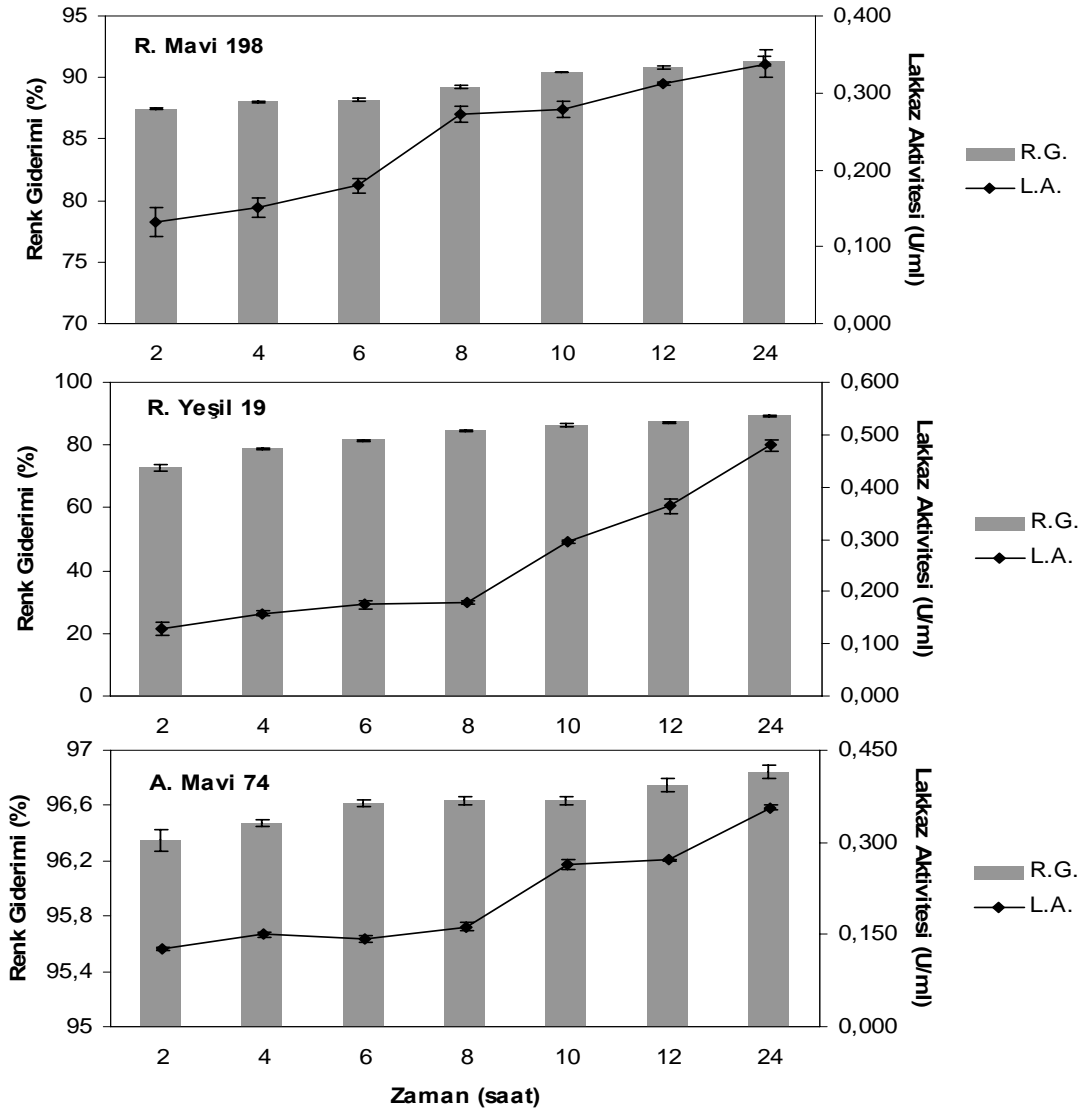 R. Mavi 198
Renk Giderimi (%)
95
90
85
80
75
70
0,400
0,300
0,200
0,100
0,000
Lakkaz Aktivitesi (U/ml)
R.G.
L.A.
2 4 6 8 10 12 24
R. Yeşil 19
Renk Giderimi (%)
100
80
60
40
20
0
0,600
0,500
0,400
0,300
0,200
0,100
0,000
Lakkaz Aktivitesi (U/ml)
R.G.
L.A.
2 4 6 8 10 12 24
A. Mavi 74
Renk Giderimi (%)
97
96,6
96,2
95,8
95,4
95
0,450
0,300
0,150
0,000
Lakkaz Aktivitesi (U/ml)
R.G.
L.A.
2 4 6 8 10 12 24
Zaman (saat)